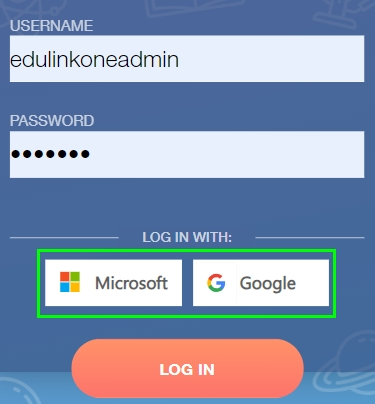 USERNAME
edulinkoneadmin
PASSWORD
•••••••
LOG IN WITH:
Microsoft Google
LOG IN